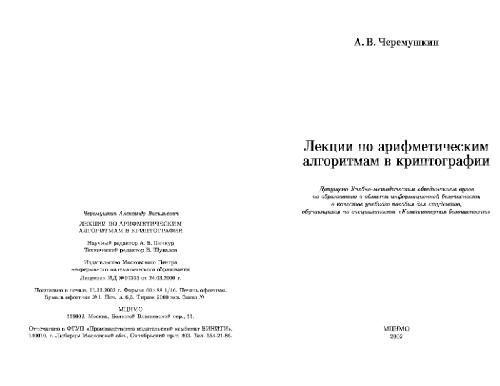 Черемушкин Александр Васильевич
ЛЕКЦИИ ПО АРИФМЕТИЧЕСКИМ
АЛГОРИТМАМ В КРИПТОГРАФИИ
Научный редактор А. Б. Пичкур
Технический редактор В. Шувалов
Издательство Московского Центра
непрерывного математического образования
Лицензия ИД №01335 от 24.03.2000 г.
Подписано в печать 11.11.2002 г. Формат 60×88 1/16. Печать офсетная.
Бумага офсетная №1. Печ. л. 6,5. Тираж 2000 экз. Заказ №
МЦНМО
119002, Москва, Большой Власьевский пер., 11.
Отпечатано в ФГУП «Производственно издательский комбинат ВИНИТИ».
140010, г. Люберцы Московской обл., Октябрьский пр-т, 403. Тел. 554-21-86.
А. В. Черемушкин
Лекции по арифметическим
алгоритмам в криптографии
Допущено Учебно-методическим объединением вузов
по образованию в области информационной безопасности
в качестве учебного пособия для студентов,
обучающихся по специальности «Компьютерная безопасность»
МЦНМО
2002